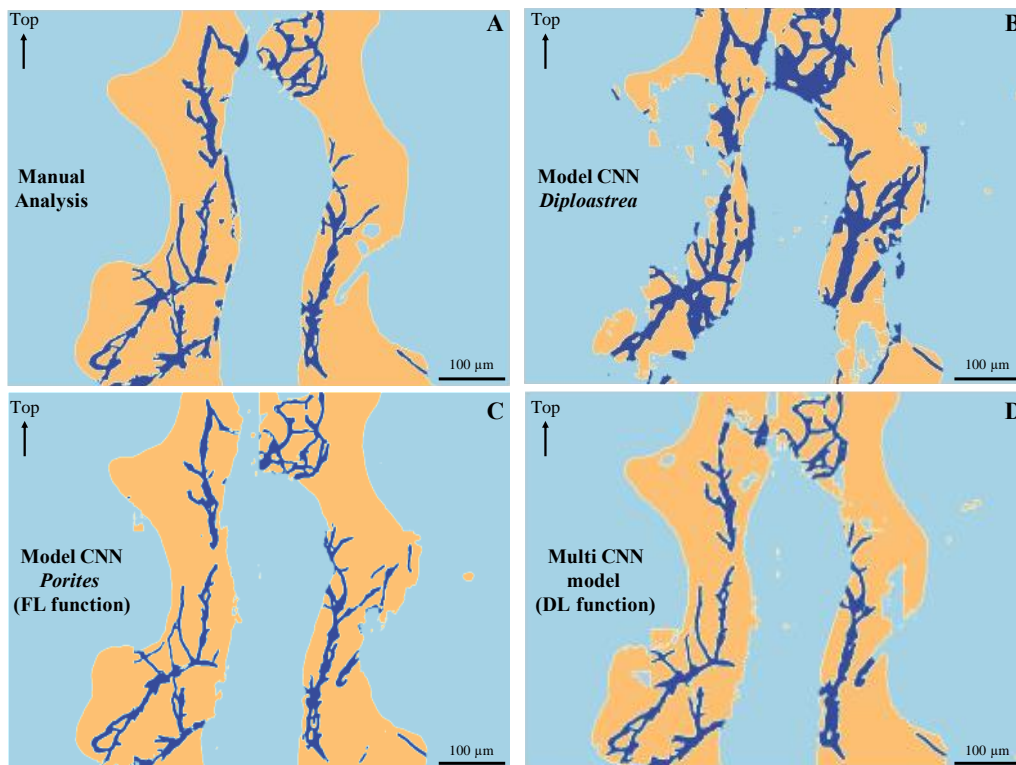 Top
A
Manual
Analysis
100 µm
Top
B
Model CNN
Diploastrea
100 µm
Top
C
Model CNN
Porites
(FL function)
100 µm
Top
D
Multi CNN
model
(DL function)
100 µm